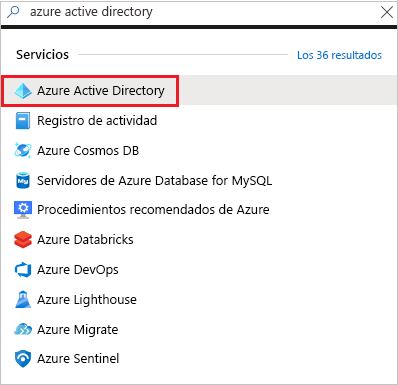 azure active directory
Servicios Los 36 resultados
Azure Active Directory
Registro de actividad
Azure Cosmos DB
Servidores de Azure Database for MySQL
Procedimientos recomendados de Azure
Azure Databricks
Azure DevOps
Azure Lighthouse
Azure Migrate
Azure Sentinel